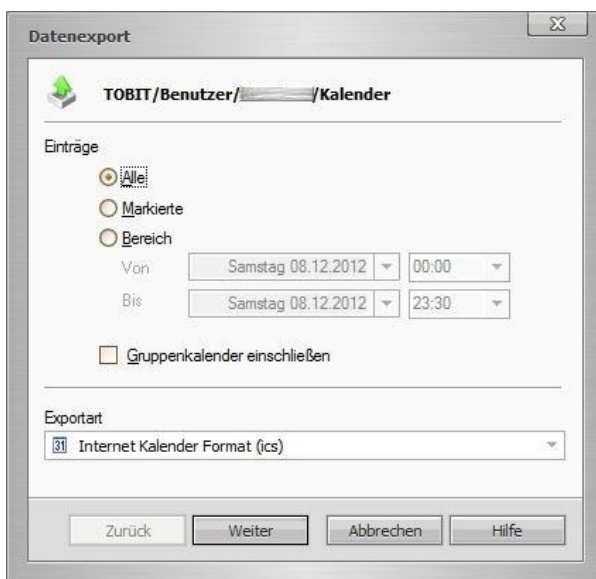 Datenexport
TOBIT/Benutzer/ /Kalender
Einträge
Alle
Markierte
Bereich
Von Samstag 08.12.2012 00:00
Bis Samstag 08.12.2012 23:30
Gruppenkalender einschließen
Exportart
31 Internet Kalender Format (ics)
Zurück Weiter Abbrechen Hilfe